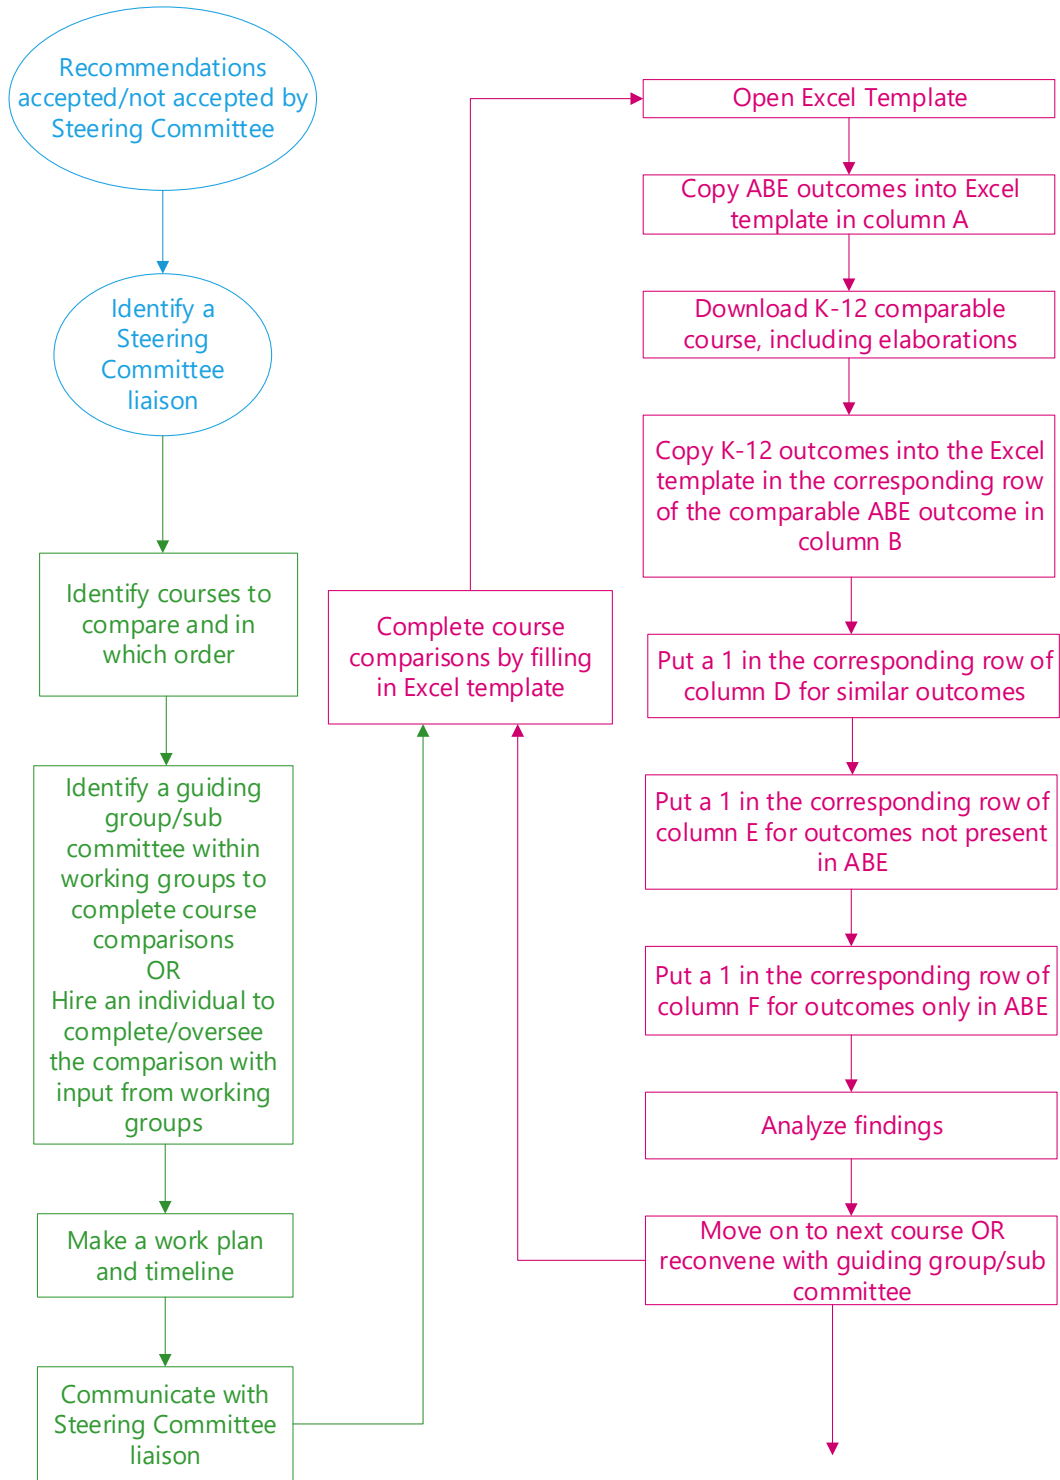 Recommendations
accepted/not accepted by
Steering Committee
Identify a
Steering
Committee
liaison
Identify courses to
compare and in
which order
Identify a guiding
group/sub
committee within
working groups to
complete course
comparisons
OR
Hire an individual to
complete/oversee
the comparison with
input from working
groups
Make a work plan
and timeline
Communicate with
Steering Committee
liaison
Complete course
comparisons by filling
in Excel template
Open Excel Template
Copy ABE outcomes into Excel
template in column A
Download K-12 comparable
course, including elaborations
Copy K-12 outcomes into the Excel
template in the corresponding row
of the comparable ABE outcome in
column B
Put a 1 in the corresponding row of
column D for similar outcomes
Put a 1 in the corresponding row of
column E for outcomes not present
in ABE
Put a 1 in the corresponding row of
column F for outcomes only in ABE
Analyze findings
Move on to next course OR
reconvene with guiding group/sub
committee